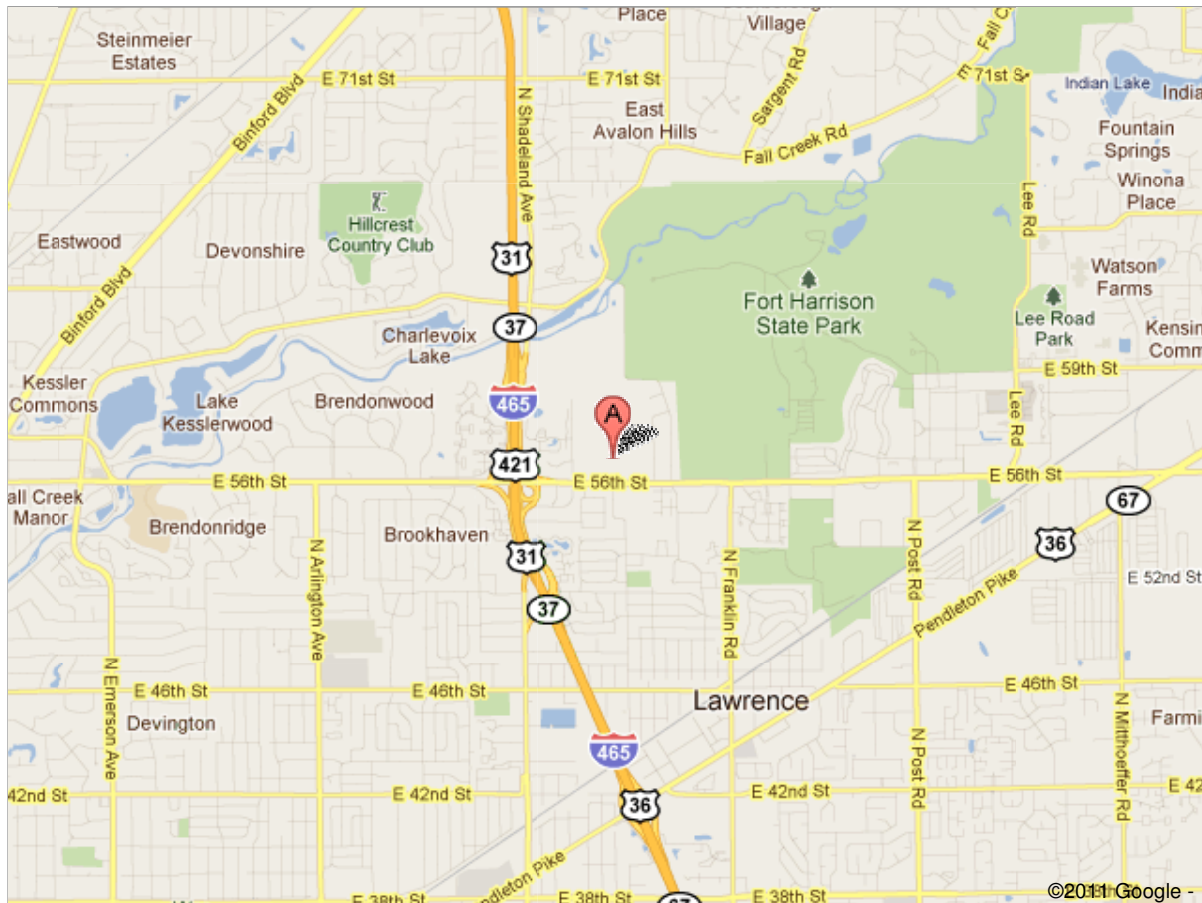 Place
Village
Steinmeier
Estates
E 71st St
E 71st St
E 71st S
E Fall C
Indian Lake
India
N Shadeland Ave
Sargent Rd
Binford Blvd
East
Avalon Hills
Fall Creek Rd
Fountain
Springs
Winona
Place
Lee Rd
Hillcrest
Country Club
Eastwood
Devonshire
31
Watson
Farms
Binford Blvd
Fort Harrison
State Park
Lee Road
Park
37
Charlevoix
Lake
Kensin
Comm
E 59th St
Kessler
Commons
Lake
Kesslerwood
Brendonwood
465
A
Lee Rd
421
E 56th St
E 56th St
E 56th St
all Creek
Manor
Brendonridge
Brookhaven
67
31
36
N Arlington Ave
N Franklin Rd
N Post Rd
Pendleton Pike
E 52nd St
37
N Emerson Ave
E 46th St
E 46th St
E 46th St
Lawrence
Devington
N Mitthoeffer Rd
Farmi
465
N Post Rd
42nd St
E 42nd St
E 42nd St
E 42
36
ndleton Pike
E 38th St
E 38th St
E 38th St
©2011 Google -